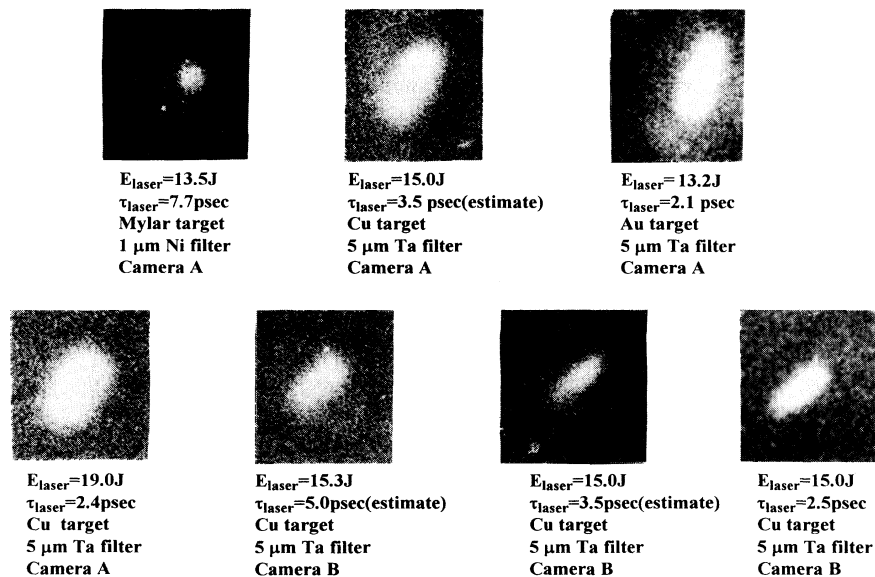 E_laser=13.5J
τ_laser=7.7psec
Mylar target
1 μm Ni filter
Camera A
E_laser=15.0J
τ_laser=3.5 psec(estimate)
Cu target
5 μm Ta filter
Camera A
E_laser=13.2J
τ_laser=2.1 psec
Au target
5 μm Ta filter
Camera A
E_laser=19.0J
τ_laser=2.4psec
Cu target
5 μm Ta filter
Camera A
E_laser=15.3J
τ_laser=5.0psec(estimate)
Cu target
5 μm Ta filter
Camera B
E_laser=15.0J
τ_laser=3.5psec(estimate)
Cu target
5 μm Ta filter
Camera B
E_laser=15.0J
τ_laser=2.5psec
Cu target
5 μm Ta filter
Camera B